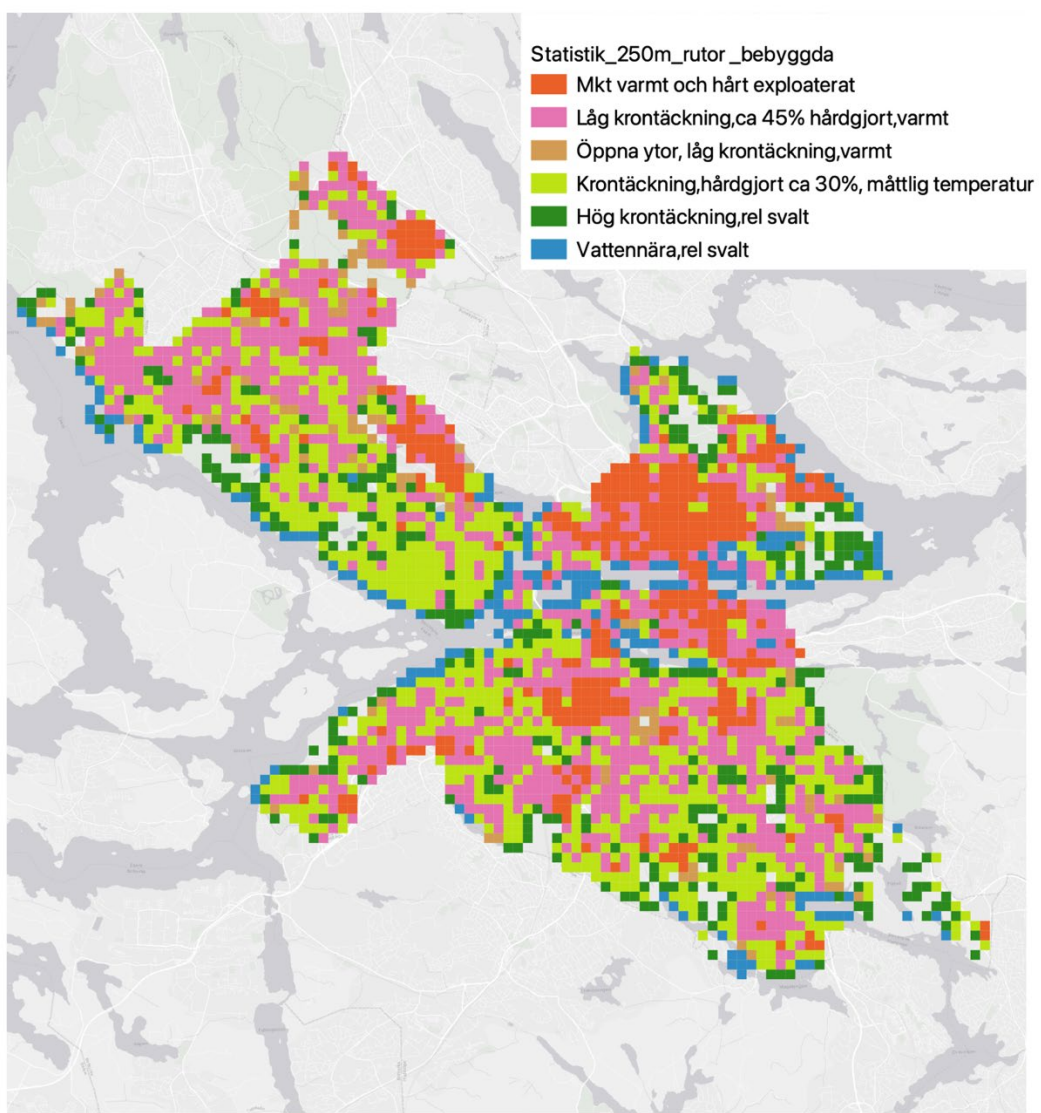 Statistik_250m_rutor _bebyggda
Mkt varmt och hårt exploaterat
Låg krontäckning,ca 45% hårdgjort,varmt
Öppna ytor, låg krontäckning,varmt
Krontäckning,hårdgjort ca 30%, måttlig temperatur
Hög krontäckning,rel svalt
Vattennära,rel svalt